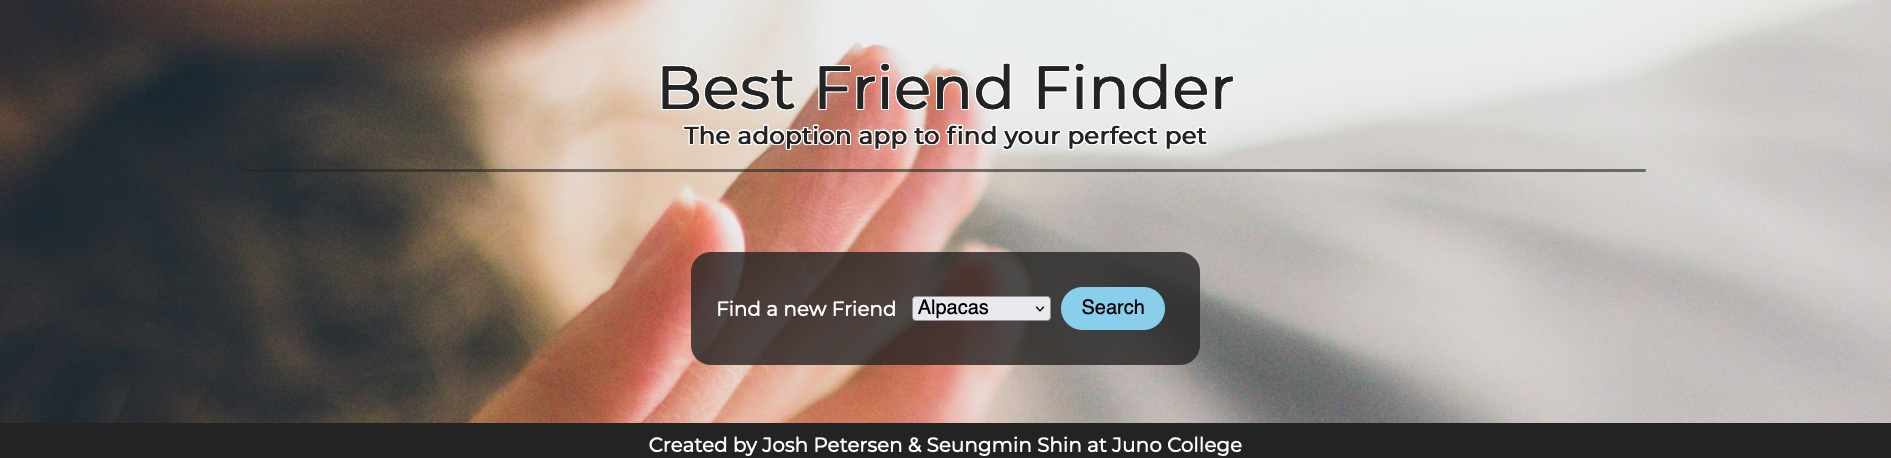 Best Friend Finder
The adoption app to find your perfect pet
Find a new Friend Alpacas Search
Created by Josh Petersen & Seungmin Shin at Juno College